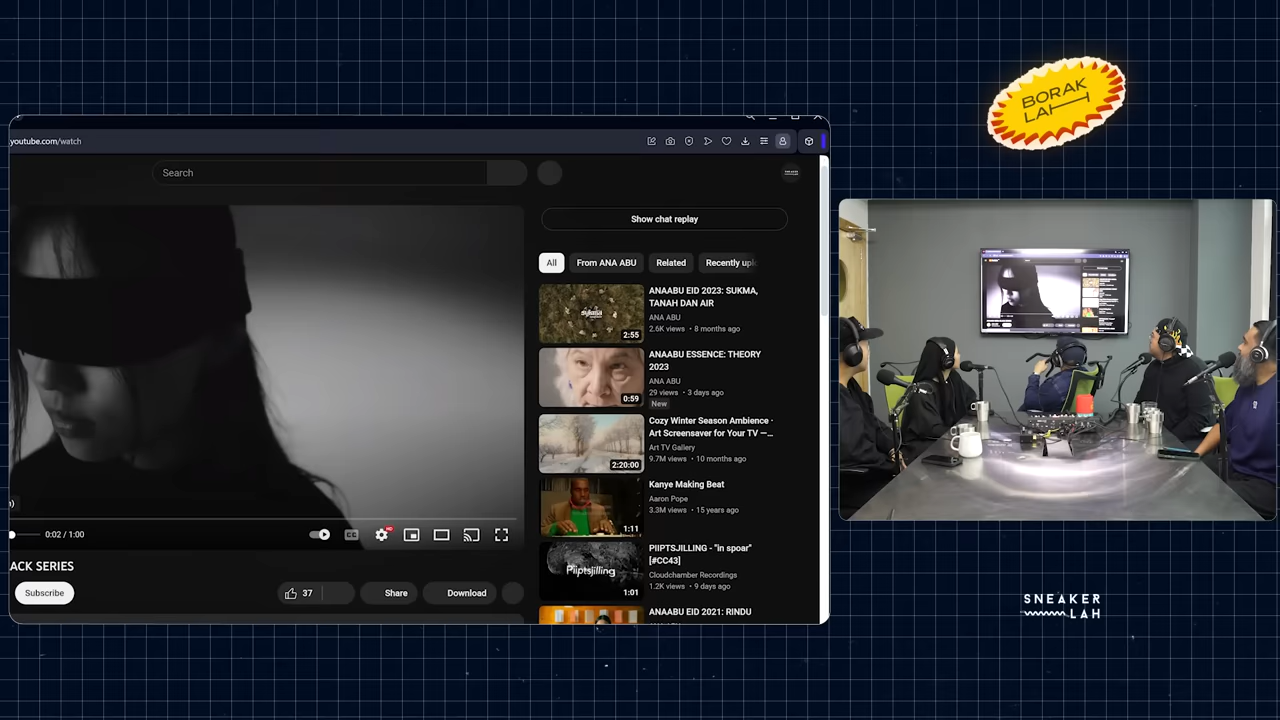 BORAK
LAH
youtube.com/watch
Search
Show chat replay
All
From ANA ABU
Related
Recently upl
ANAABU EID 2023: SUKMA,
TANAH DAN AIR
ANA ABU
2.6K views • 8 months ago
2:55
ANAABU ESSENCE: THEORY
2023
ANA ABU
29 views • 3 days ago
New
0:59
Cozy Winter Season Ambience ·
Art Screensaver for Your TV —...
Art TV Gallery
9.7M views • 10 months ago
2:20:00
Kanye Making Beat
Aaron Pope
3.3M views • 15 years ago
1:11
PIIPTSJILLING - "in spoar"
[#CC43]
Cloudchamber Recordings
1.2K views • 9 days ago
Piiptsjilling
1:01
ANAABU EID 2021: RINDU
0:02 / 1:00
CC
HD
ACK SERIES
Subscribe
37
Share
Download
SNEAKER
LAH